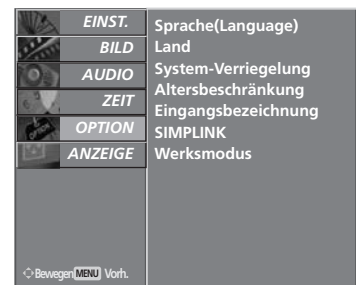 EINST.
BILD
AUDIO
ZEIT
OPTION
ANZEIGE
Sprache(Language)
Land
System-Verriegelung
Altersbeschränkung
Eingangsbezeichnung
SIMPLINK
Werksmodus
Bewegen MENU Vorh.